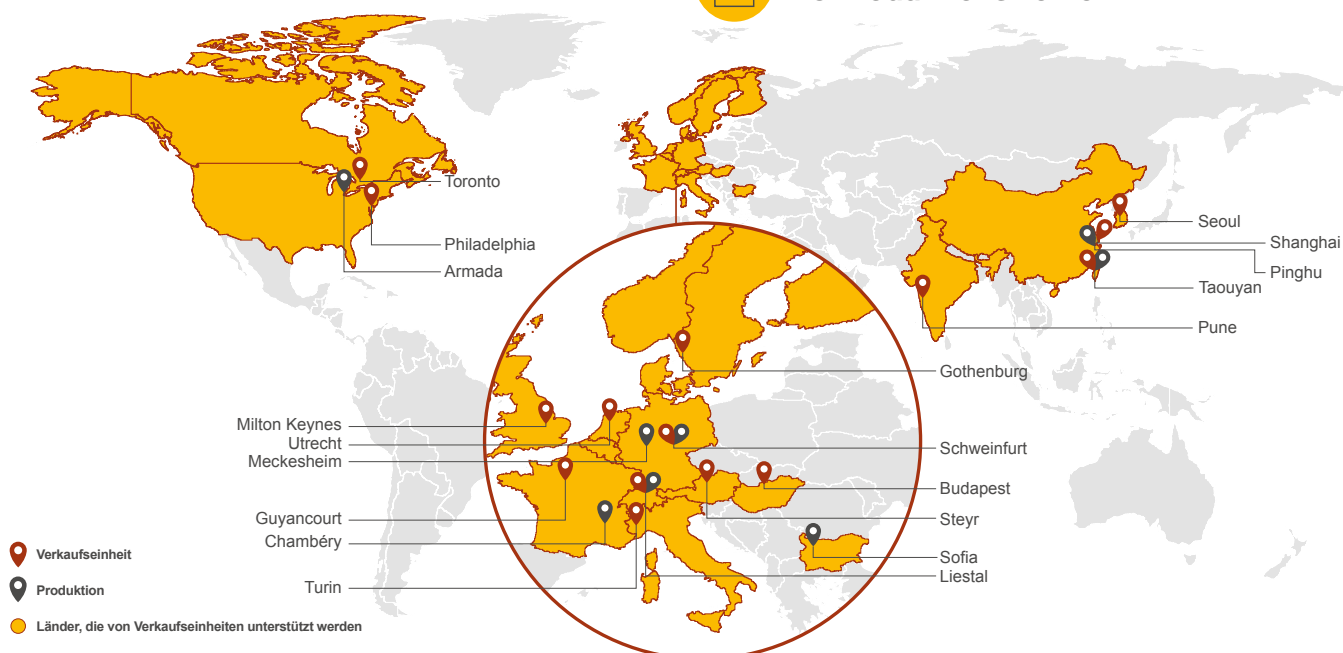 Toronto
Philadelphia
Armada
Seoul
Shanghai
Pinghu
Taouyan
Pune
Gothenburg
Milton Keynes
Utrecht
Meckesheim
Schweinfurt
Budapest
Guyancourt
Steyr
Chambéry
Sofia
Liestal
Turin
Verkaufseinheit
Produktion
Länder, die von Verkaufseinheiten unterstützt werden